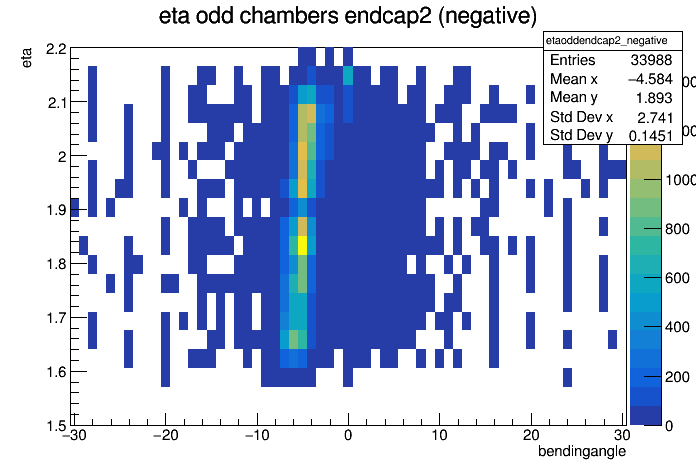 eta odd chambers endcap2 (negative)
etaoddendcap2_negative
Entries 33988
Mean x −4.584
Mean y 1.893
Std Dev x 2.741
Std Dev y 0.1451
eta
2.2
2.1
2
1.9
1.8
1.7
1.6
1.5
−30 −20 −10 0 10 20 30
bendingangle
1000
800
600
400
200
0